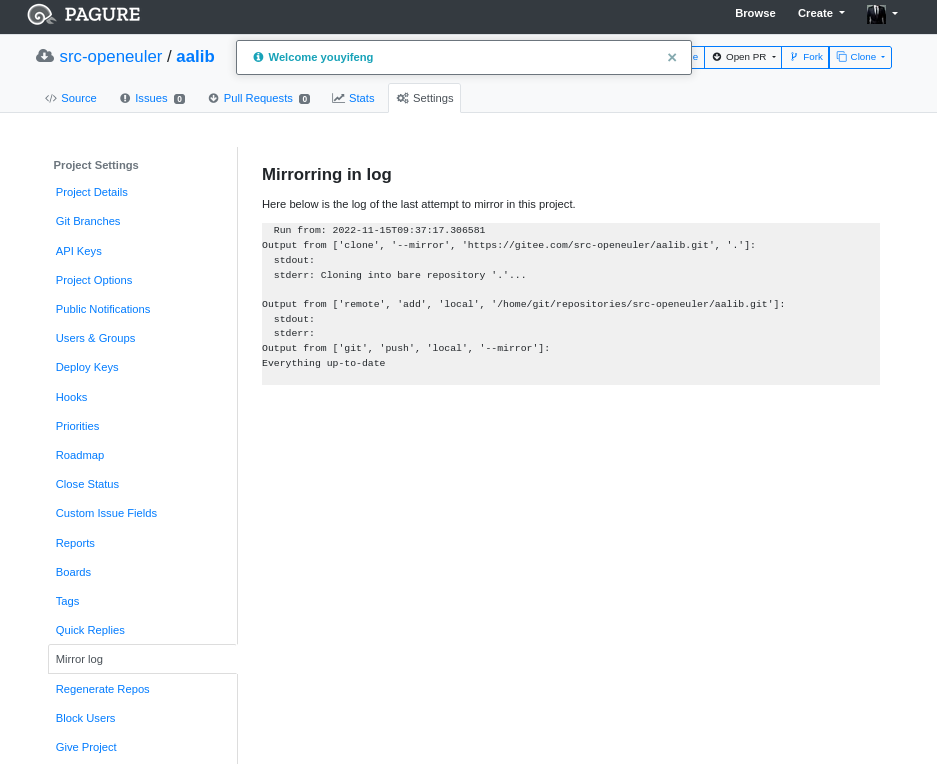 PAGURE
Browse
Create
src-openeuler / aalib
Welcome youyifeng
×
e
Open PR
Fork
Clone
Source
Issues 0
Pull Requests 0
Stats
Settings
Project Settings
Project Details
Git Branches
API Keys
Project Options
Public Notifications
Users & Groups
Deploy Keys
Hooks
Priorities
Roadmap
Close Status
Custom Issue Fields
Reports
Boards
Tags
Quick Replies
Mirror log
Regenerate Repos
Block Users
Give Project
Mirrorring in log
Here below is the log of the last attempt to mirror in this project.
Run from: 2022-11-15T09:37:17.306581
Output from ['clone', '--mirror', 'https://gitee.com/src-openeuler/aalib.git', '.']:
stdout:
stderr: Cloning into bare repository '.'...
Output from ['remote', 'add', 'local', '/home/git/repositories/src-openeuler/aalib.git']:
stdout:
stderr:
Output from ['git', 'push', 'local', '--mirror']:
Everything up-to-date